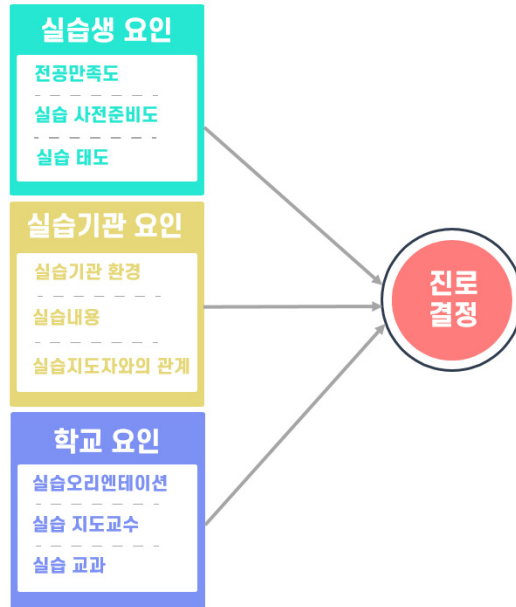 실습생 요인
전공만족도
실습 사전준비도
실습 태도
실습기관 요인
실습기관 환경
실습내용
실습지도자와의 관계
학교 요인
실습오리엔테이션
실습 지도교수
실습 교과
진로
결정